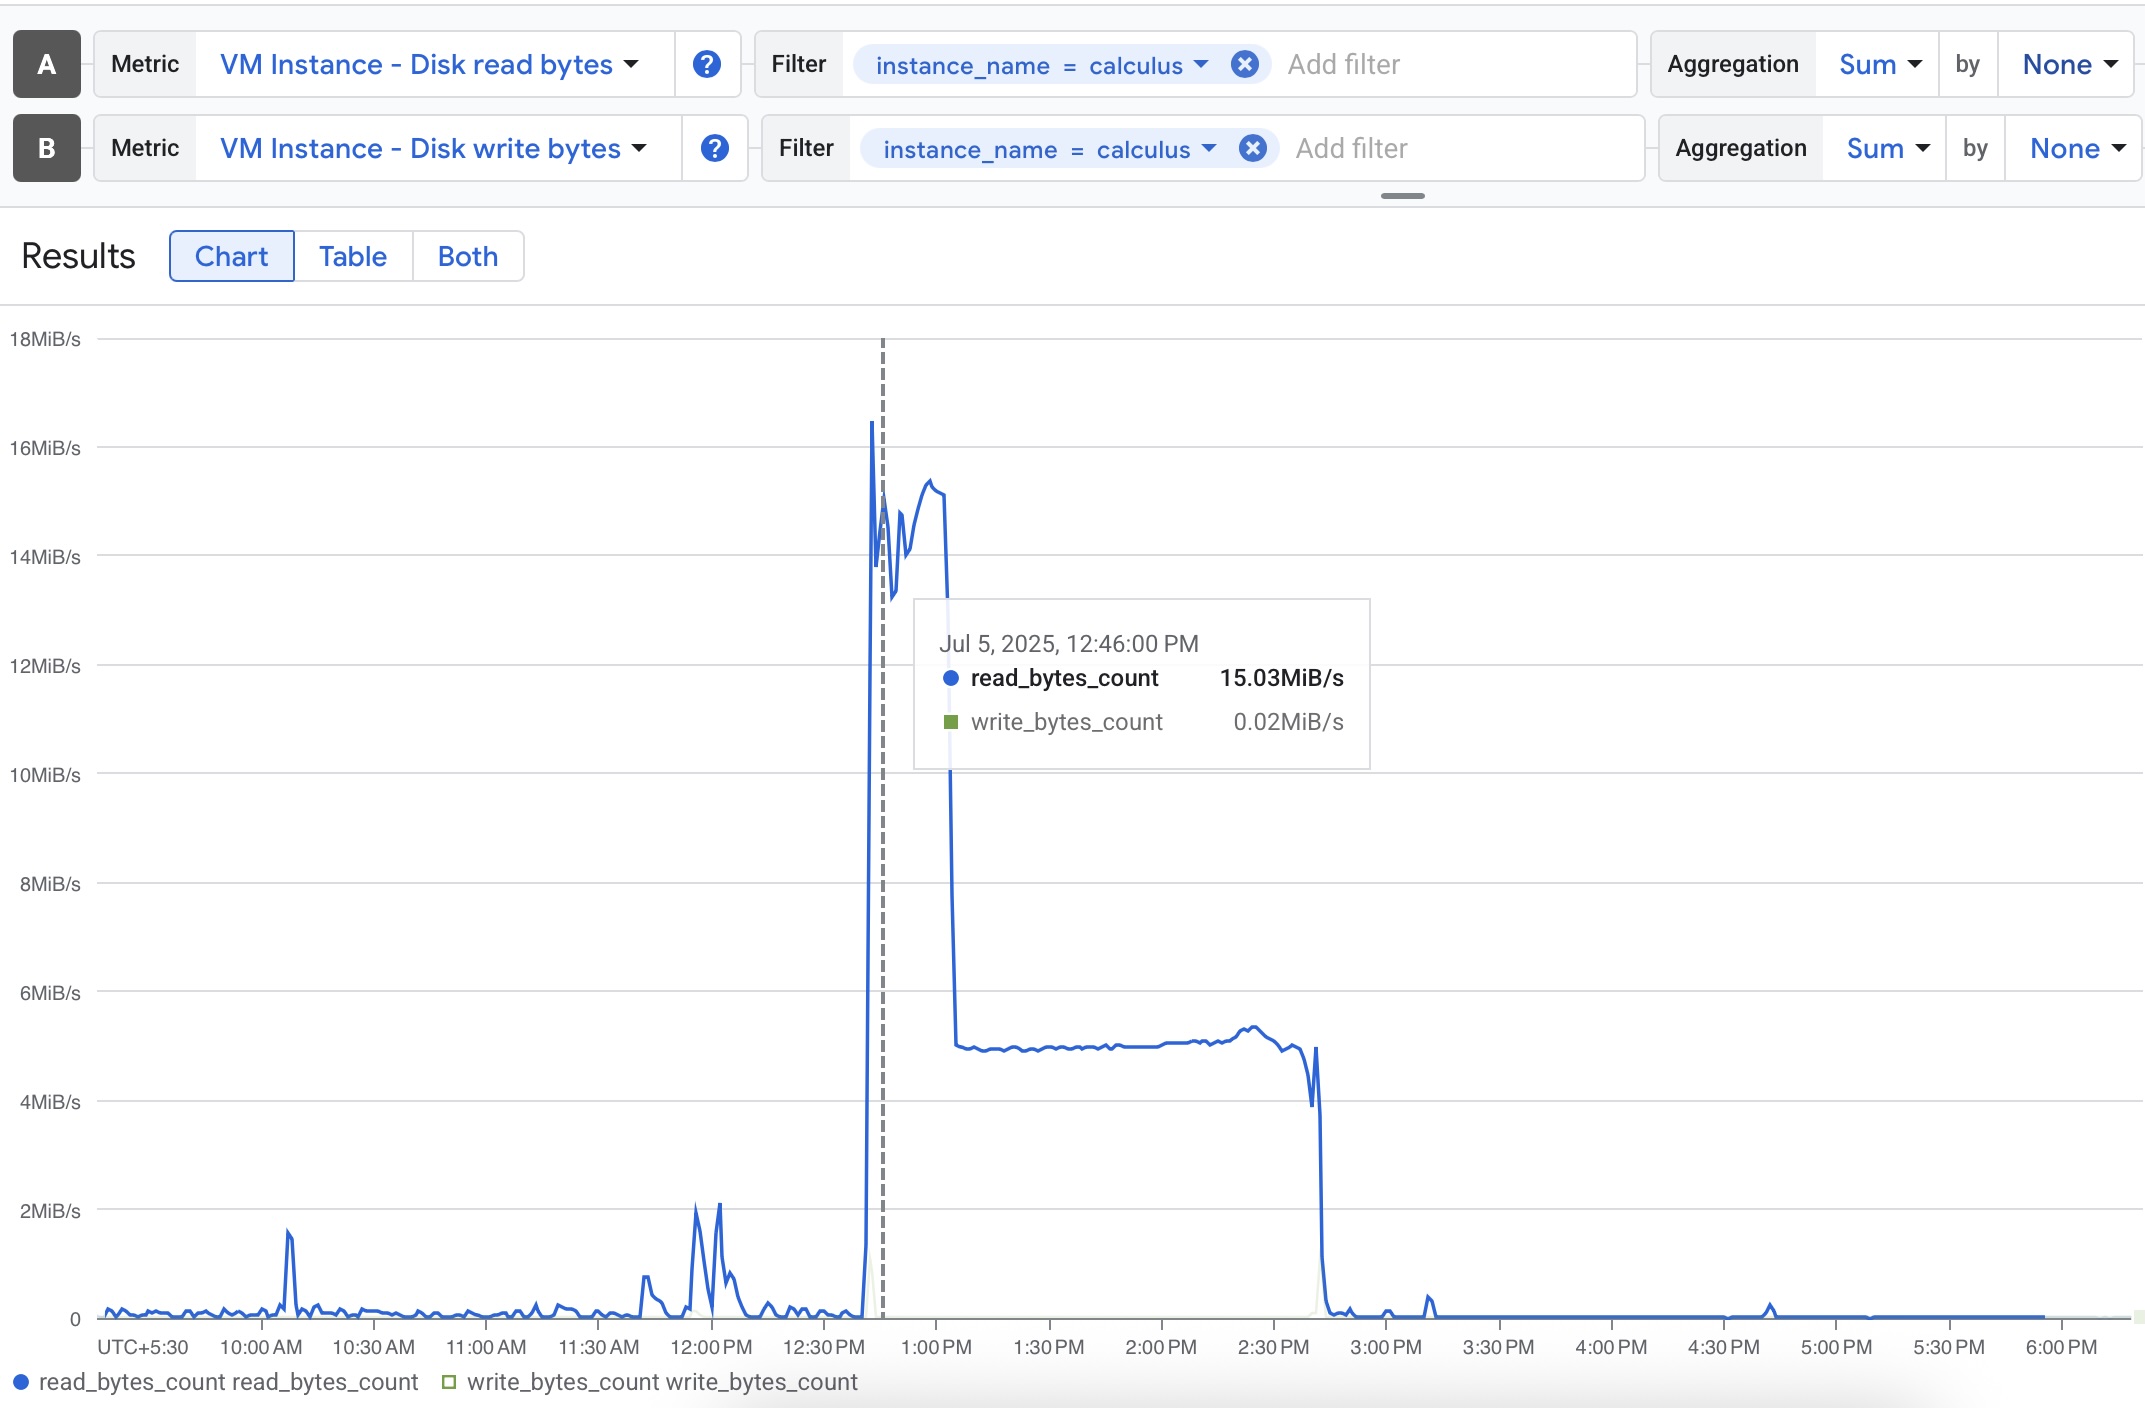 A Metric VM Instance - Disk read bytes ? Filter instance_name = calculus Add filter Aggregation Sum by None
B Metric VM Instance - Disk write bytes ? Filter instance_name = calculus Add filter Aggregation Sum by None
Results Chart Table Both
18MiB/s
16MiB/s
14MiB/s
12MiB/s
10MiB/s
8MiB/s
6MiB/s
4MiB/s
2MiB/s
0
Jul 5, 2025, 12:46:00 PM
read_bytes_count 15.03MiB/s
write_bytes_count 0.02MiB/s
UTC+5:30 10:00 AM 10:30 AM 11:00 AM 11:30 AM 12:00 PM 12:30 PM 1:00 PM 1:30 PM 2:00 PM 2:30 PM 3:00 PM 3:30 PM 4:00 PM 4:30 PM 5:00 PM 5:30 PM 6:00 PM
read_bytes_count read_bytes_count write_bytes_count write_bytes_count